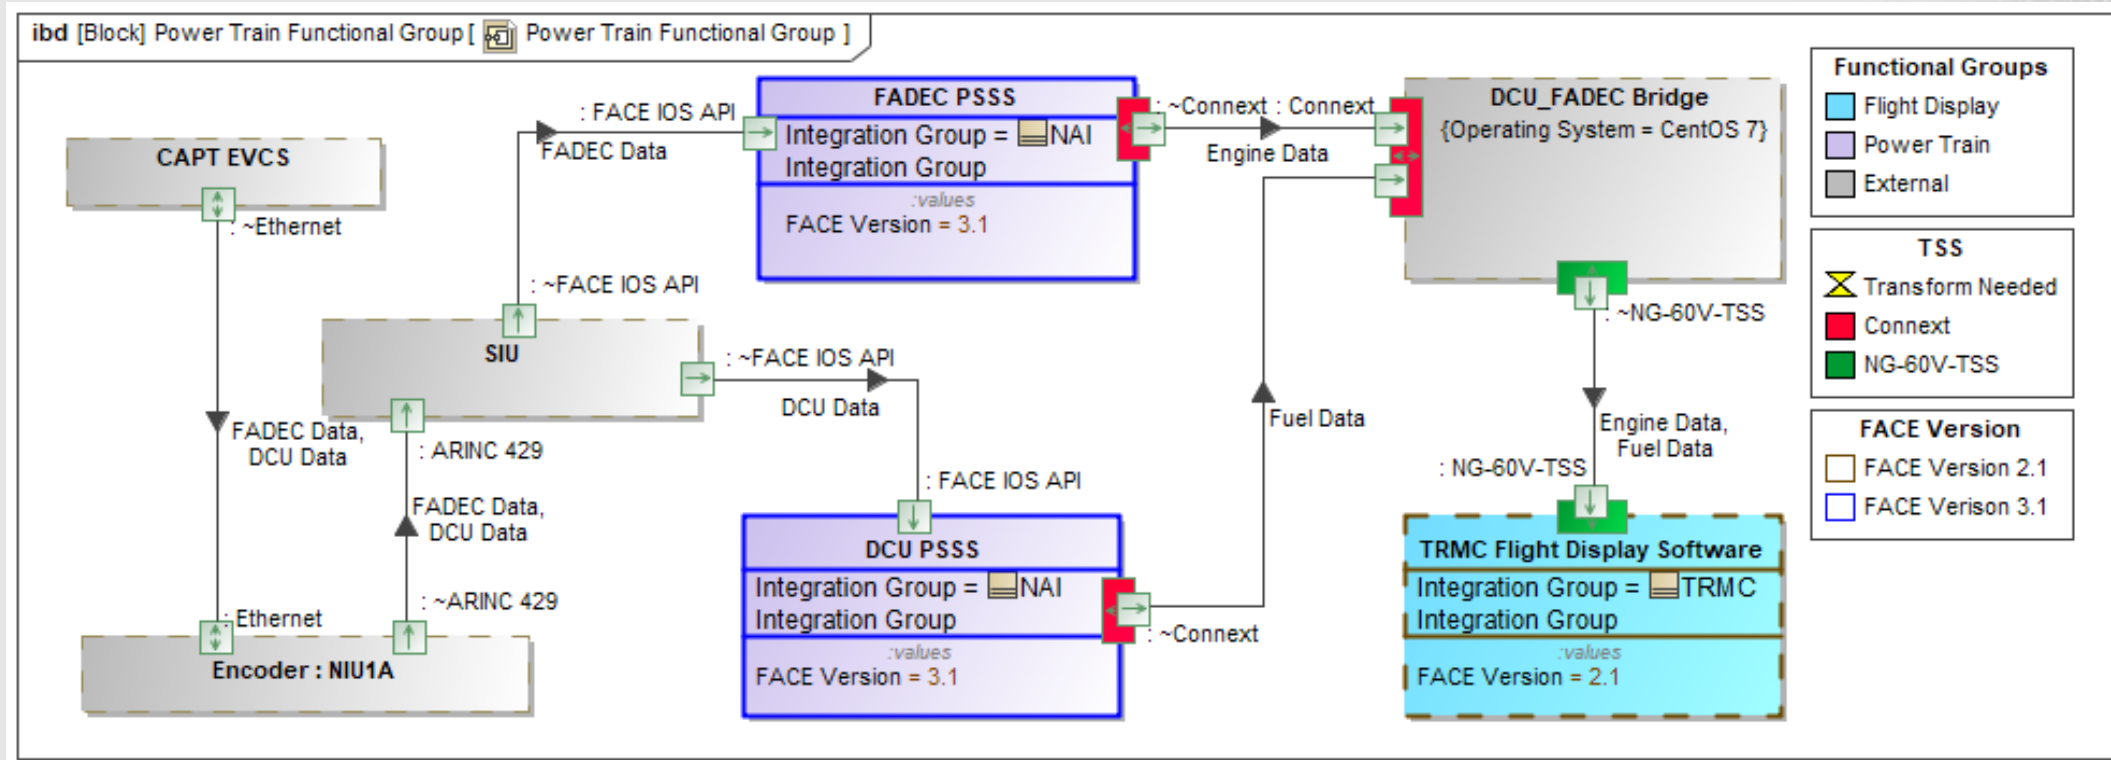 ibd [Block] Power Train Functional Group [ Power Train Functional Group ]
CAPT EVCS
: ~Ethernet
FADEC Data,
DCU Data
: Ethernet
Encoder : NIU1A
: ~ARINC 429
FADEC Data,
DCU Data
: ARINC 429
SIU
: ~FACE IOS API
: FACE IOS API
FADEC Data
FADEC PSSS
Integration Group = NAI
Integration Group
:values
FACE Version = 3.1
: ~FACE IOS API
DCU Data
: FACE IOS API
DCU PSSS
Integration Group = NAI
Integration Group
:values
FACE Version = 3.1
: ~Connext
Fuel Data
: ~Connext : Connext
Engine Data
DCU_FADEC Bridge
{Operating System = CentOS 7}
: ~NG-60V-TSS
Engine Data,
Fuel Data
: NG-60V-TSS
TRMC Flight Display Software
Integration Group = TRMC
Integration Group
:values
FACE Version = 2.1
Functional Groups
Flight Display
Power Train
External
TSS
Transform Needed
Connext
NG-60V-TSS
FACE Version
FACE Version 2.1
FACE Verison 3.1